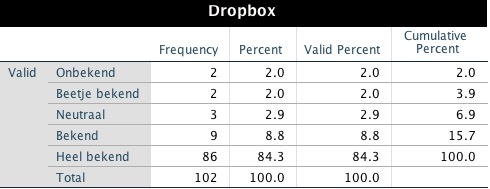 Dropbox
Frequency Percent Valid Percent Cumulative Percent
Valid Onbekend 2 2.0 2.0 2.0
Beetje bekend 2 2.0 2.0 3.9
Neutraal 3 2.9 2.9 6.9
Bekend 9 8.8 8.8 15.7
Heel bekend 86 84.3 84.3 100.0
Total 102 100.0 100.0